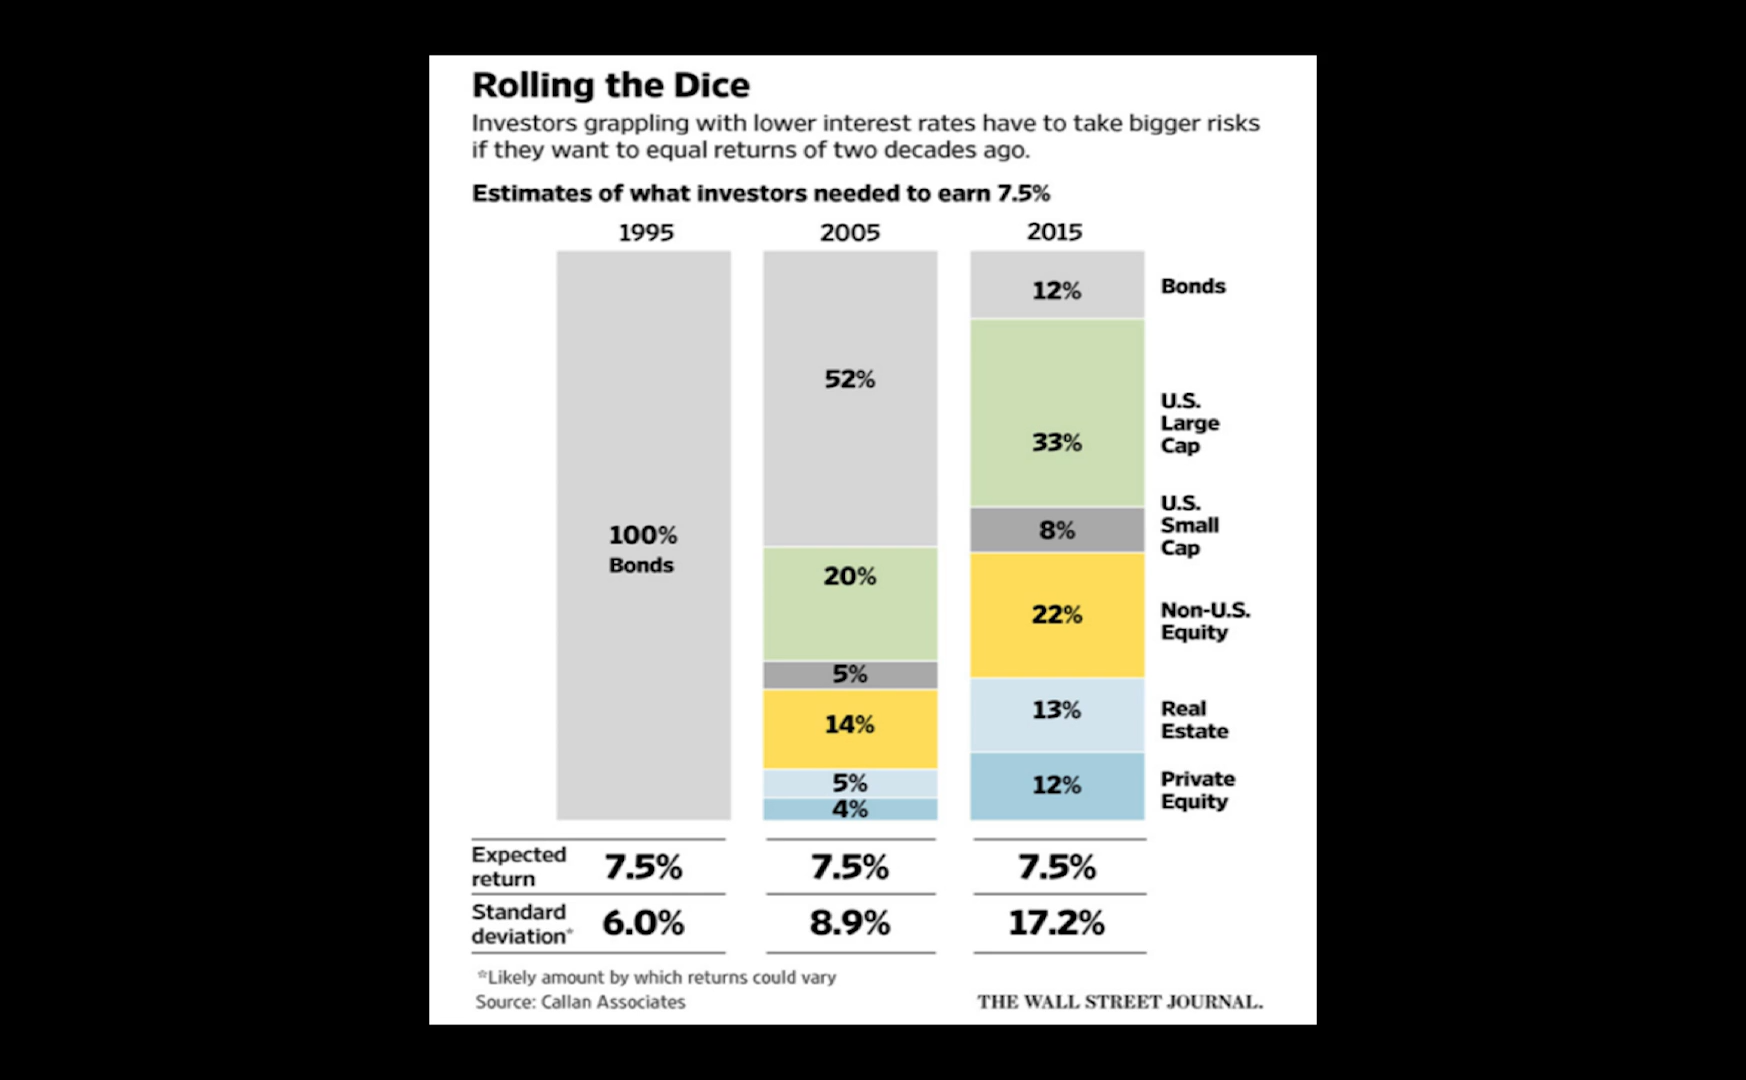 Rolling the Dice
Investors grappling with lower interest rates have to take bigger risks
if they want to equal returns of two decades ago.
Estimates of what investors needed to earn 7.5%
1995 2005 2015
100%
Bonds
52%
20%
5%
14%
5%
4%
12%
33%
8%
22%
13%
12%
Bonds
U.S.
Large
Cap
U.S.
Small
Cap
Non-U.S.
Equity
Real
Estate
Private
Equity
Expected
return
7.5% 7.5% 7.5%
Standard
deviation*
6.0% 8.9% 17.2%
*Likely amount by which returns could vary
Source: Callan Associates
THE WALL STREET JOURNAL.